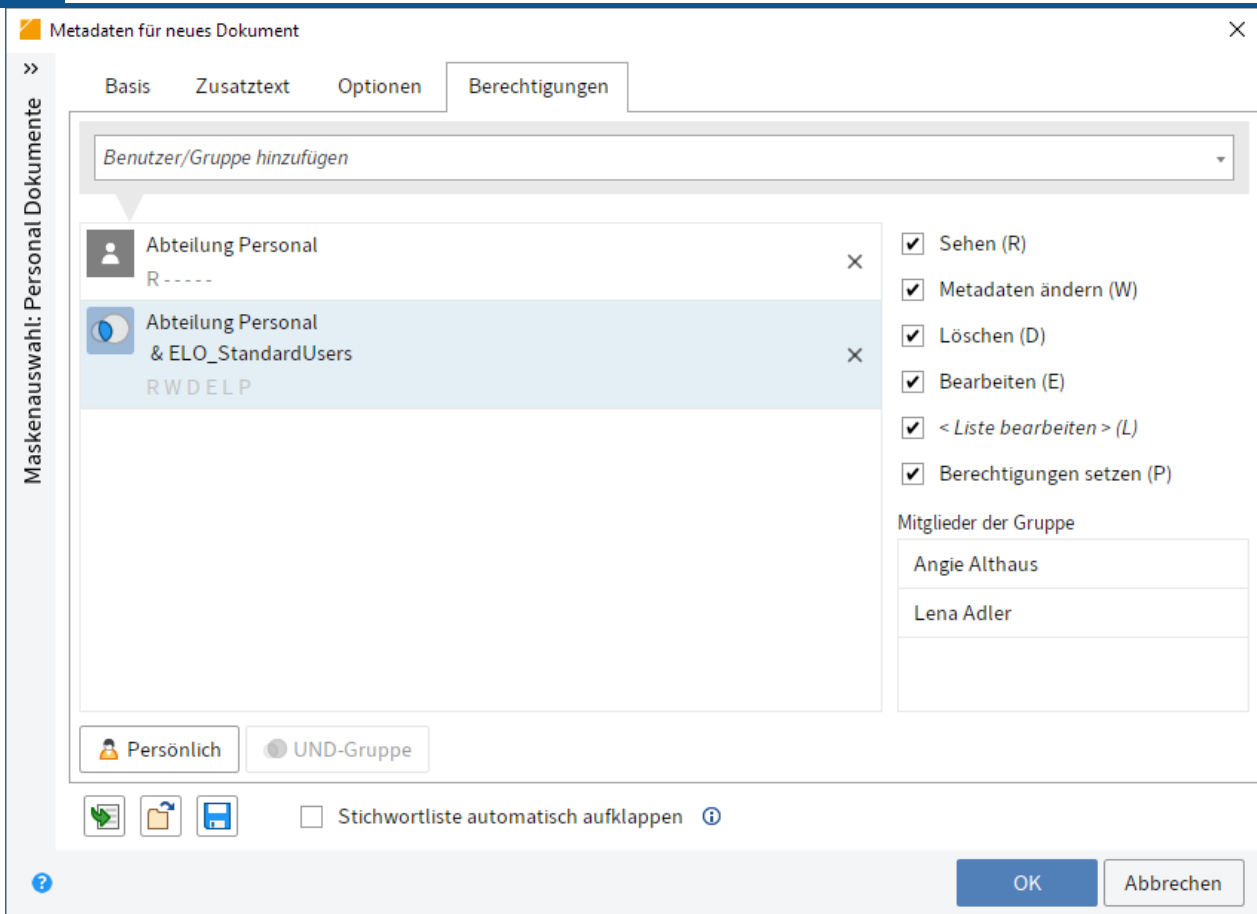 Metadaten für neues Dokument
Maskenauswahl: Personal Dokumente
Basis Zusatztext Optionen Berechtigungen
Benutzer/Gruppe hinzufügen
Abteilung Personal
R - - - - -
Abteilung Personal
& ELO_StandardUsers
R W D E L P
Sehen (R)
Metadaten ändern (W)
Löschen (D)
Bearbeiten (E)
< Liste bearbeiten > (L)
Berechtigungen setzen (P)
Mitglieder der Gruppe
Angie Althaus
Lena Adler
Persönlich UND-Gruppe
Stichwortliste automatisch aufklappen
OK Abbrechen